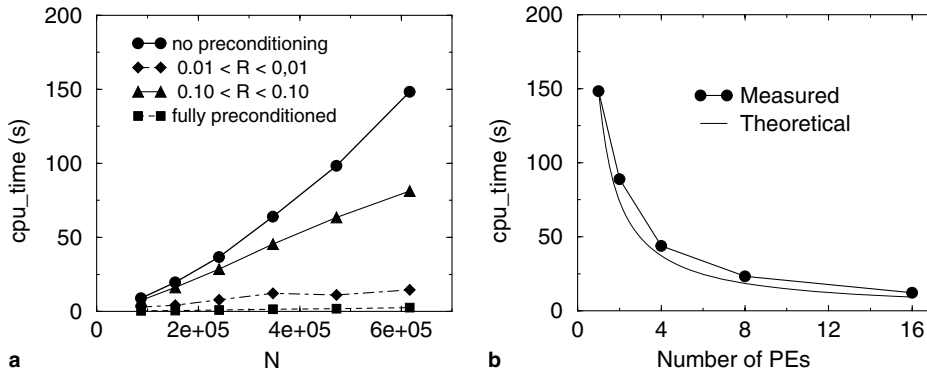 200
150
100
50
0
cpu_time (s)
no preconditioning
0.01 < R < 0,01
0.10 < R < 0.10
fully preconditioned
0 2e+05 4e+05 6e+05
N
a
200
150
100
50
0
cpu_time (s)
Measured
Theoretical
0 4 8 12 16
Number of PEs
b